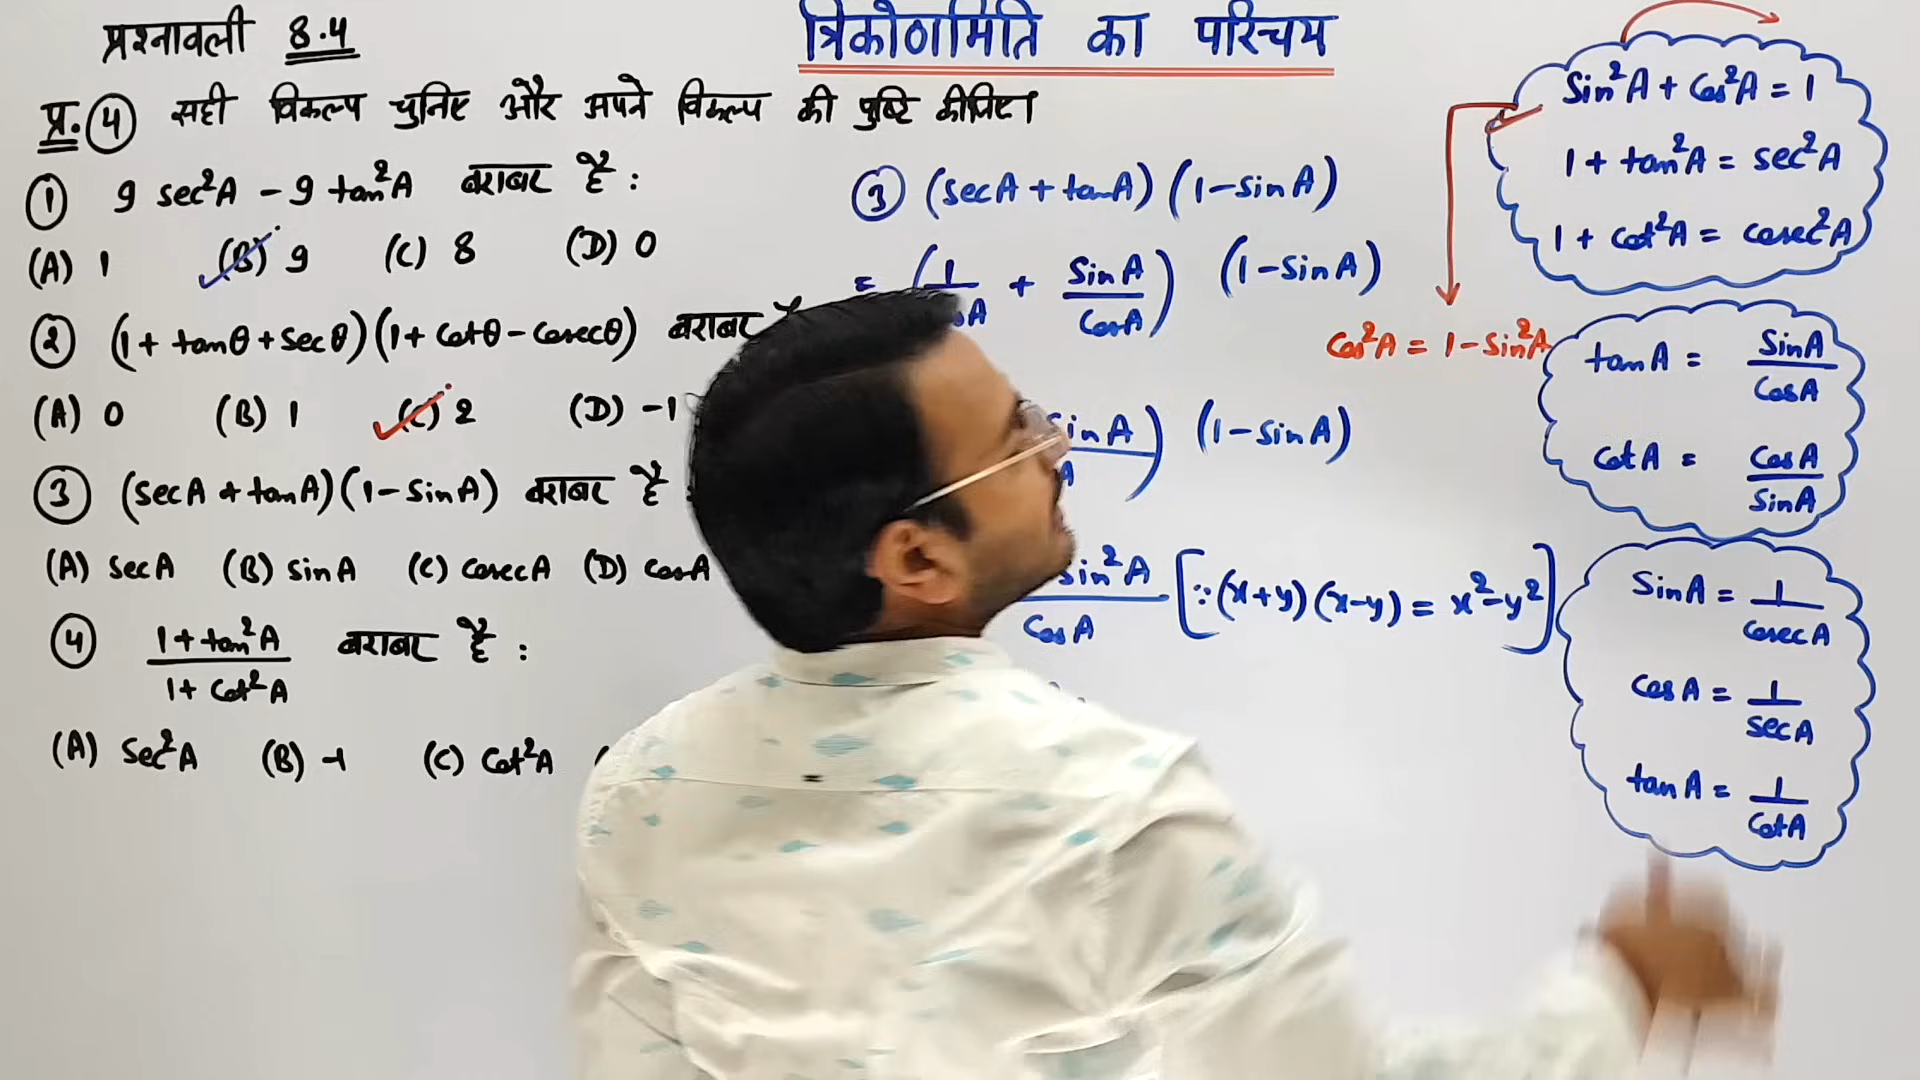 प्रश्नावली 8.4
त्रिकोणमिति का परिचय
प्र. ④ सही विकल्प चुनिए और अपने विकल्प की पुष्टि कीजिए।
① 9 sec²A - 9 tan²A बराबर है :
(A) 1 (B) 9 (C) 8 (D) 0
② (1 + tanθ + secθ)(1 + cotθ - cosecθ) बराबर
(A) 0 (B) 1 (C) 2 (D) -1
③ (secA + tanA)(1 - sinA) बराबर है :
(A) secA (B) sinA (C) cosecA (D) cosA
④ 1 + tan²A / 1 + cot²A बराबर है :
(A) sec²A (B) -1 (C) cot²A
③ (secA + tanA) (1 - sinA)
= (1 / A + sinA / cosA) (1 - sinA)
sinA / A) (1 - sinA)
sin²A / cosA [∵ (x+y)(x-y) = x² - y²]
sin²A + cos²A = 1
1 + tan²A = sec²A
1 + cot²A = cosec²A
cos²A = 1 - sin²A
tanA = sinA / cosA
cotA = cosA / sinA
sinA = 1 / cosecA
cosA = 1 / secA
tanA = 1 / cotA